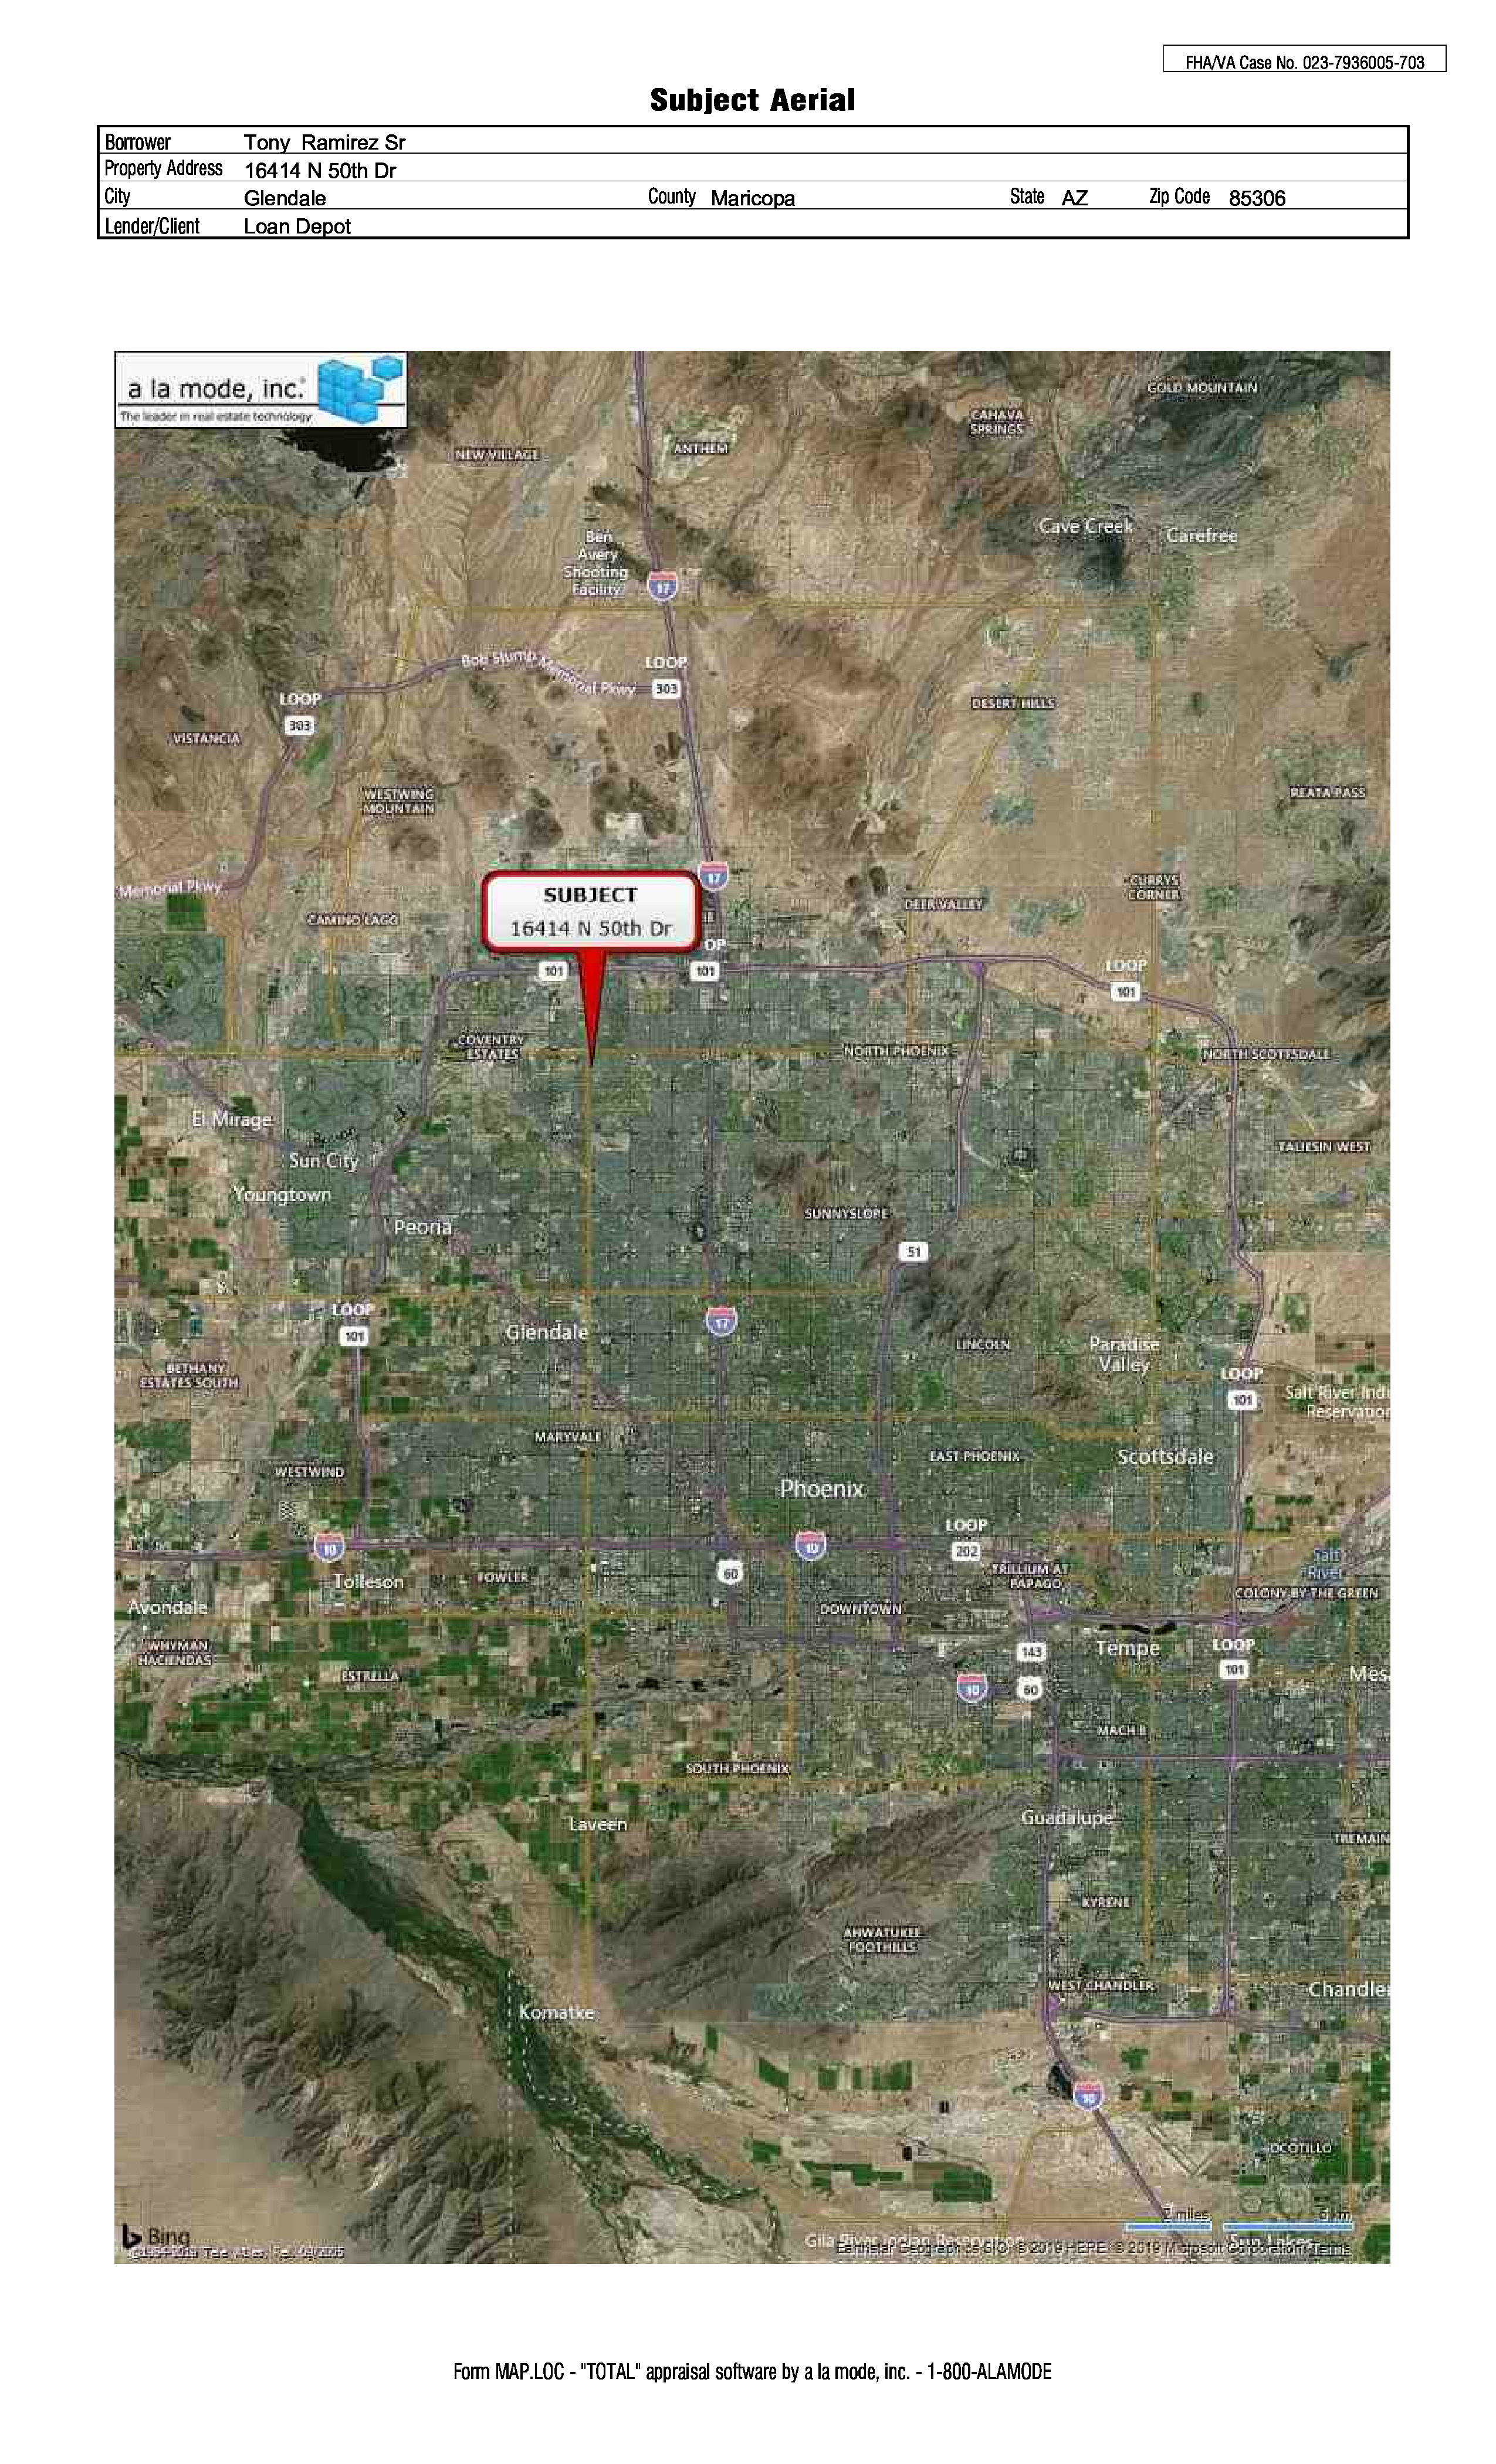 FHA/VA Case No. 023-7936005-703
Subject Aerial
Borrower Tony Ramirez Sr
Property Address 16414 N 50th Dr
City Glendale County Maricopa State AZ Zip Code 85306
Lender/Client Loan Depot
a la mode, inc.
The leader in real estate technology
GOLD MOUNTAIN
CAHAVA
SPRINGS
NEW VILLAGE
ANTHEM
Cave Creek
Carefree
Ben
Avery
Shooting
Facility
17
Bob Stump Memorial Pkwy
LOOP
303
LOOP
303
VISTANCIA
DESERT HILLS
WESTWING
MOUNTAIN
REATA PASS
17
Memorial Pkwy
SUBJECT
16414 N 50th Dr
CURRYS
CORNER
CAMINO LAGO
DEER VALLEY
OP
101
101
LOOP
101
COVENTRY
ESTATES
NORTH PHOENIX
NORTH SCOTTSDALE
El Mirage
Sun City
TALIESIN WEST
Youngtown
Peoria
SUNNYSLOPE
51
LOOP
101
17
Glendale
LINCOLN
Paradise
Valley
BETHANY
ESTATES SOUTH
LOOP
101
Salt River Indi
Reservation
MARYVALE
EAST PHOENIX
Scottsdale
WESTWIND
Phoenix
LOOP
202
10
10
60
Tolleson
FOWLER
TRILLIUM AT
PAPAGO
Salt
River
COLONY BY THE GREEN
Avondale
DOWNTOWN
WHYMAN
HACIENDAS
143
Tempe
LOOP
101
ESTRELLA
10
60
Mes
MACH 8
SOUTH PHOENIX
Laveen
Guadalupe
TREMAIN
KYRENE
AHWATUKEE
FOOTHILLS
WEST CHANDLER
Chandler
Komatke
10
OCOTILLO
2 miles
5 km
Bing
Gila River Indian Reservation
Sun Lakes
Earthstar Geographics SIO © 2019 HERE © 2019 Microsoft Corporation Terms
Form MAP.LOC - "TOTAL" appraisal software by a la mode, inc. - 1-800-ALAMODE